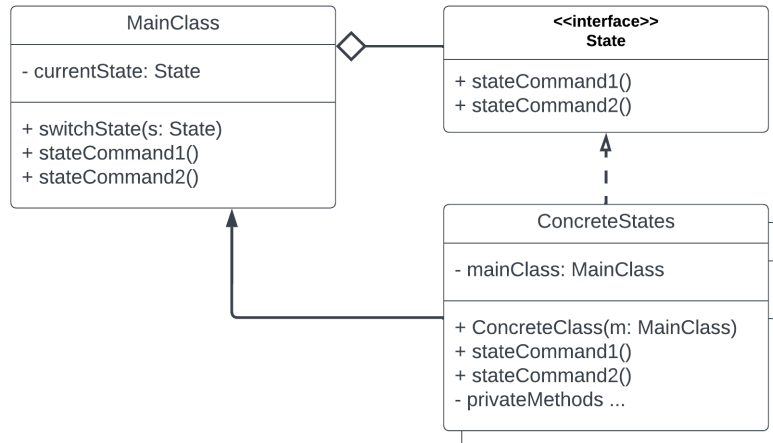 MainClass
- currentState: State
+ switchState(s: State)
+ stateCommand1()
+ stateCommand2()
<<interface>>
State
+ stateCommand1()
+ stateCommand2()
ConcreteStates
- mainClass: MainClass
+ ConcreteClass(m: MainClass)
+ stateCommand1()
+ stateCommand2()
- privateMethods ...